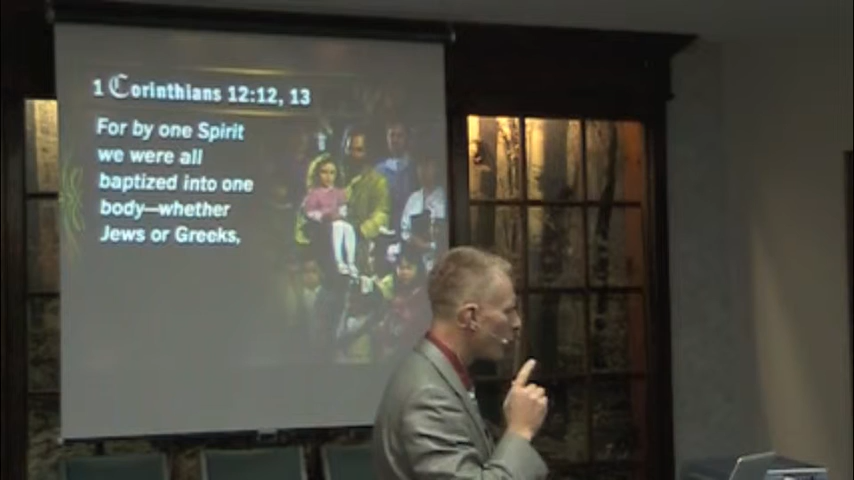 1 Corinthians 12:12, 13
For by one Spirit
we were all
baptized into one
body—whether
Jews or Greeks,